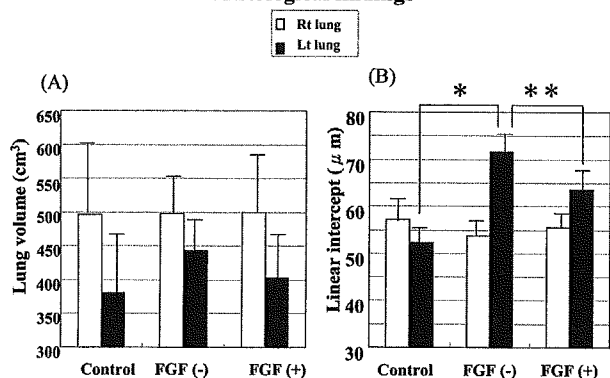 Rt lung
Lt lung
(A)
Lung volume (cm³)
650
600
550
500
450
400
350
300
Control FGF (-) FGF (+)
(B)
* **
Linear intercept (μm)
80
70
60
50
40
30
Control FGF (-) FGF (+)